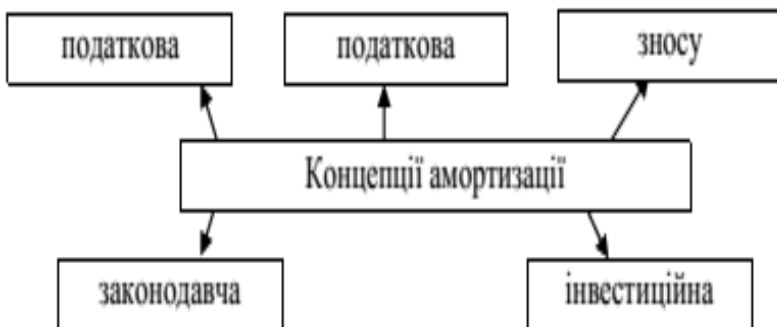 податкова
податкова
зносу
Концепції амортизації
законодавча
інвестиційна